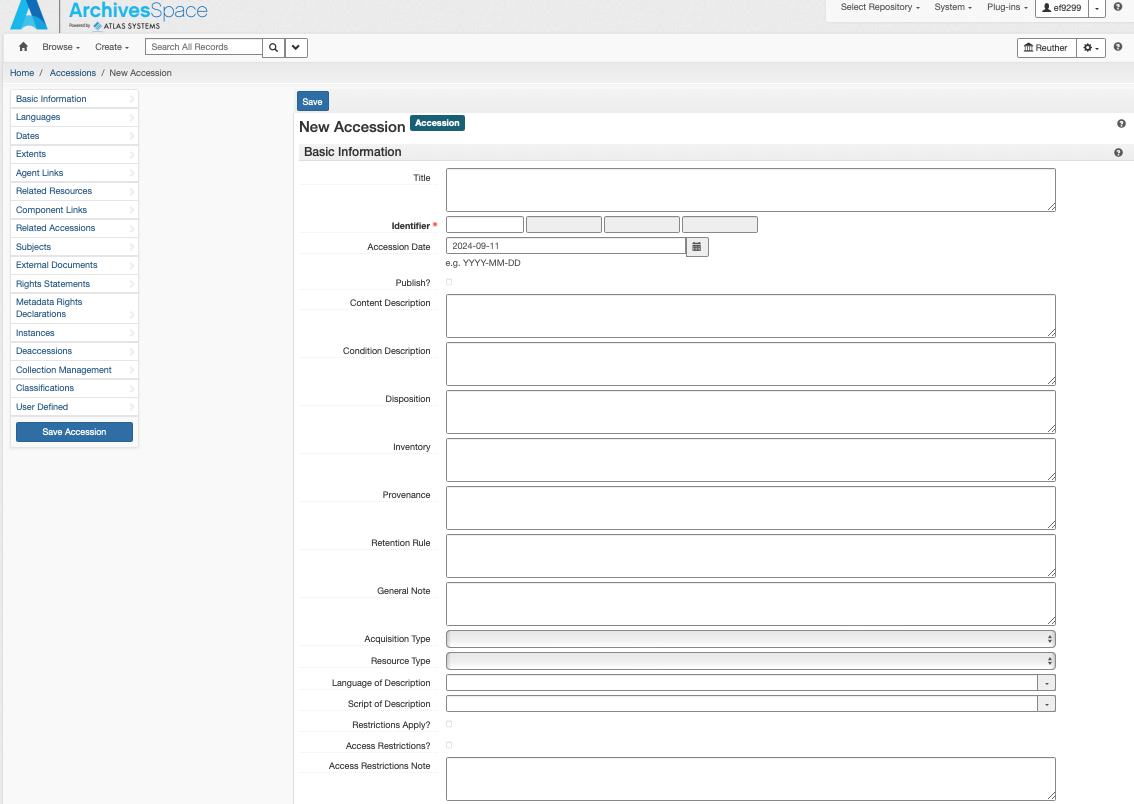 ArchivesSpace
Powered by ATLAS SYSTEMS
Select Repository System Plug-ins ef9299
Browse Create Search All Records Reuther
Home / Accessions / New Accession
Basic Information
Languages
Dates
Extents
Agent Links
Related Resources
Component Links
Related Accessions
Subjects
External Documents
Rights Statements
Metadata Rights
Declarations
Instances
Deaccessions
Collection Management
Classifications
User Defined
Save Accession
Save
New Accession Accession
Basic Information
Title
Identifier *
Accession Date 2024-09-11
e.g. YYYY-MM-DD
Publish?
Content Description
Condition Description
Disposition
Inventory
Provenance
Retention Rule
General Note
Acquisition Type
Resource Type
Language of Description
Script of Description
Restrictions Apply?
Access Restrictions?
Access Restrictions Note